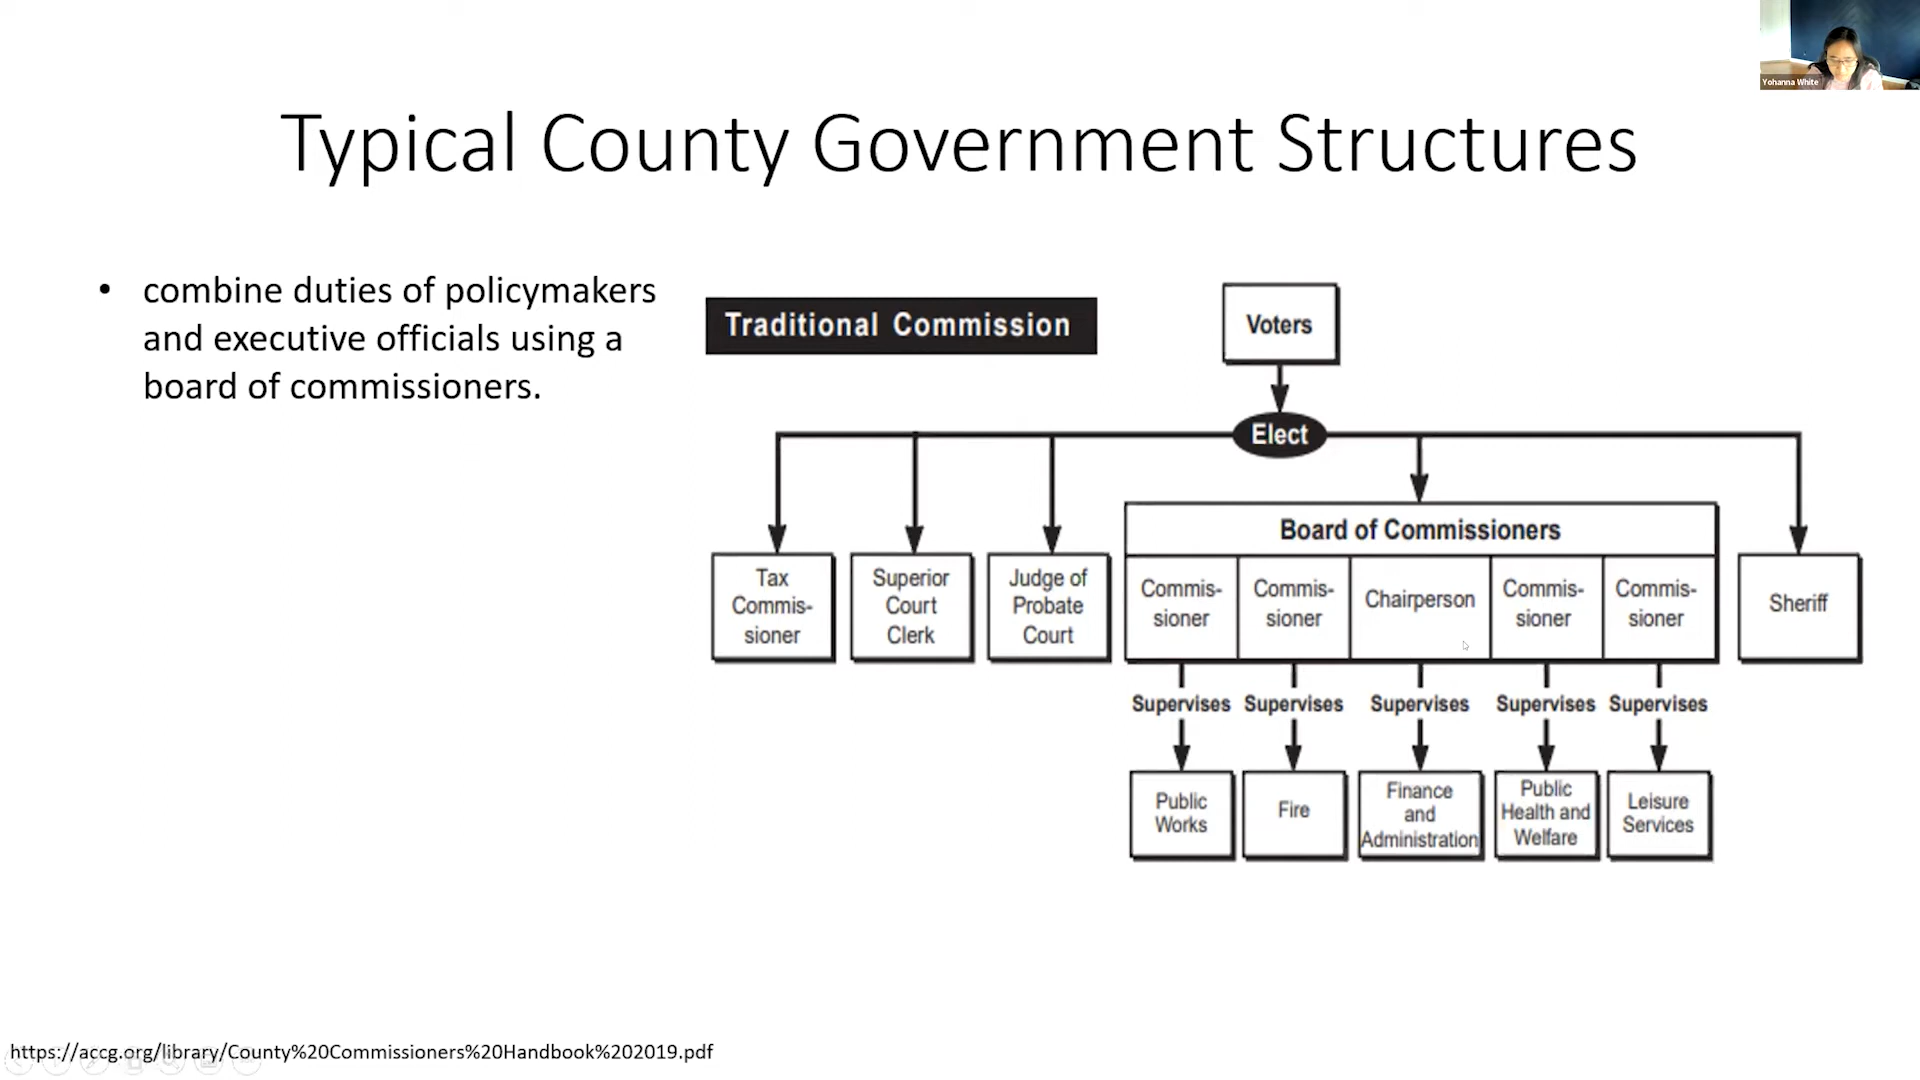 Yohanna White
Typical County Government Structures
• combine duties of policymakers
and executive officials using a
board of commissioners.
Traditional Commission
Voters
Elect
Board of Commissioners
Tax
Commis-
sioner
Superior
Court
Clerk
Judge of
Probate
Court
Commis-
sioner
Commis-
sioner
Chairperson
Commis-
sioner
Commis-
sioner
Sheriff
Supervises
Supervises
Supervises
Supervises
Supervises
Public
Works
Fire
Finance
and
Administration
Public
Health and
Welfare
Leisure
Services
https://accg.org/library/County%20Commissioners%20Handbook%202019.pdf